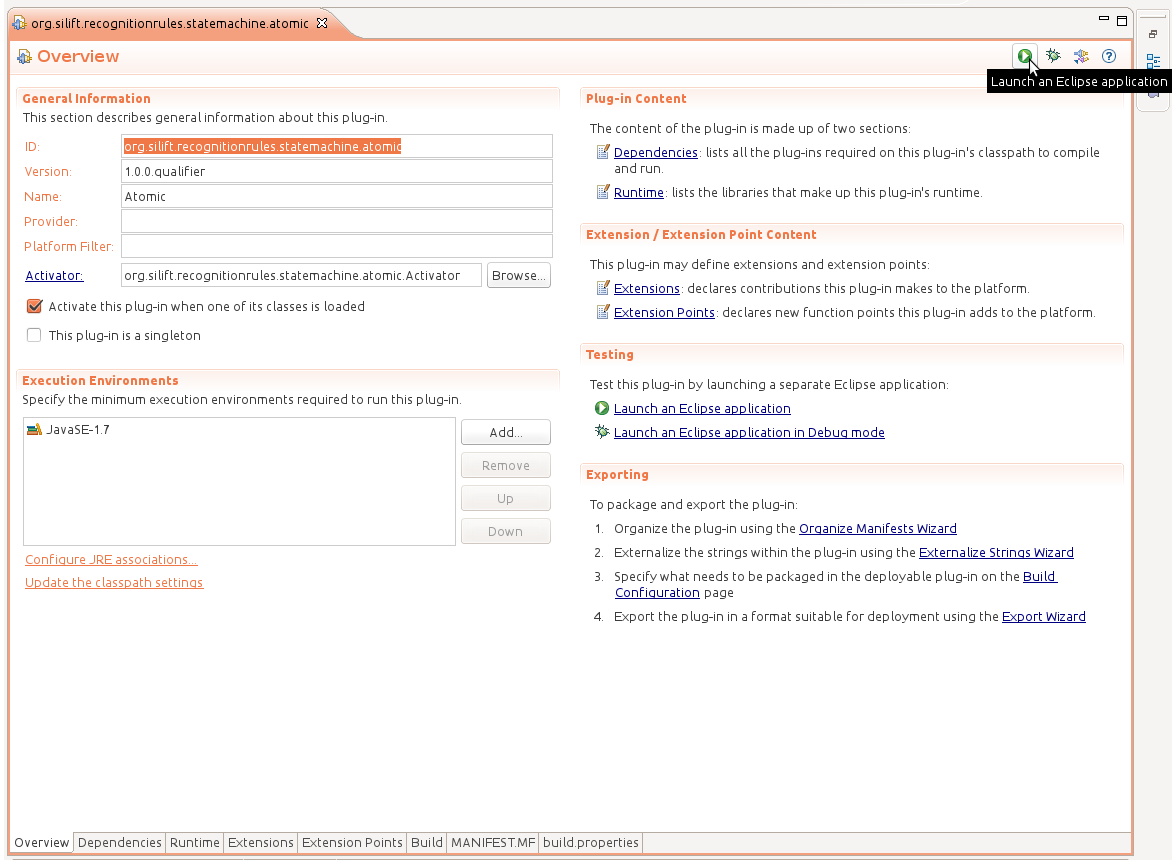 org.silift.recognitionrules.statemachine.atomic
Overview
Launch an Eclipse application
General Information
This section describes general information about this plug-in.
ID: org.silift.recognitionrules.statemachine.atomic
Version: 1.0.0.qualifier
Name: Atomic
Provider:
Platform Filter:
Activator: org.silift.recognitionrules.statemachine.atomic.Activator Browse...
Activate this plug-in when one of its classes is loaded
This plug-in is a singleton
Execution Environments
Specify the minimum execution environments required to run this plug-in.
JavaSE-1.7
Add...
Remove
Up
Down
Configure JRE associations...
Update the classpath settings
Plug-in Content
The content of the plug-in is made up of two sections:
Dependencies: lists all the plug-ins required on this plug-in's classpath to compile
and run.
Runtime: lists the libraries that make up this plug-in's runtime.
Extension / Extension Point Content
This plug-in may define extensions and extension points:
Extensions: declares contributions this plug-in makes to the platform.
Extension Points: declares new function points this plug-in adds to the platform.
Testing
Test this plug-in by launching a separate Eclipse application:
Launch an Eclipse application
Launch an Eclipse application in Debug mode
Exporting
To package and export the plug-in:
1. Organize the plug-in using the Organize Manifests Wizard
2. Externalize the strings within the plug-in using the Externalize Strings Wizard
3. Specify what needs to be packaged in the deployable plug-in on the Build
Configuration page
4. Export the plug-in in a format suitable for deployment using the Export Wizard
Overview Dependencies Runtime Extensions Extension Points Build MANIFEST.MF build.properties